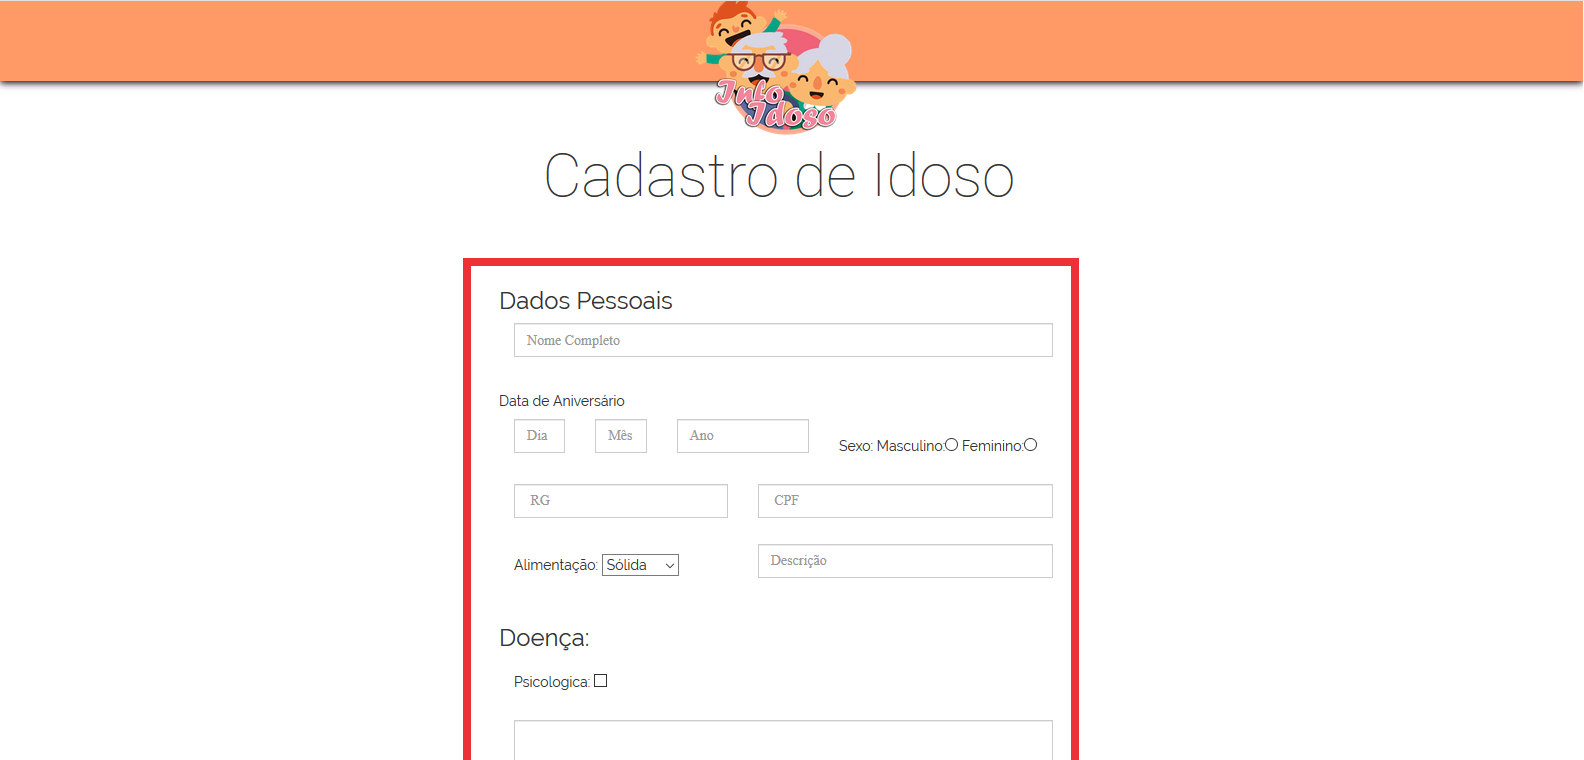 Info
Idoso
Cadastro de Idoso
Dados Pessoais
Nome Completo
Data de Aniversário
Dia Mês Ano
Sexo: Masculino: Feminino:
RG CPF
Alimentação: Sólida Descrição
Doença:
Psicologica: